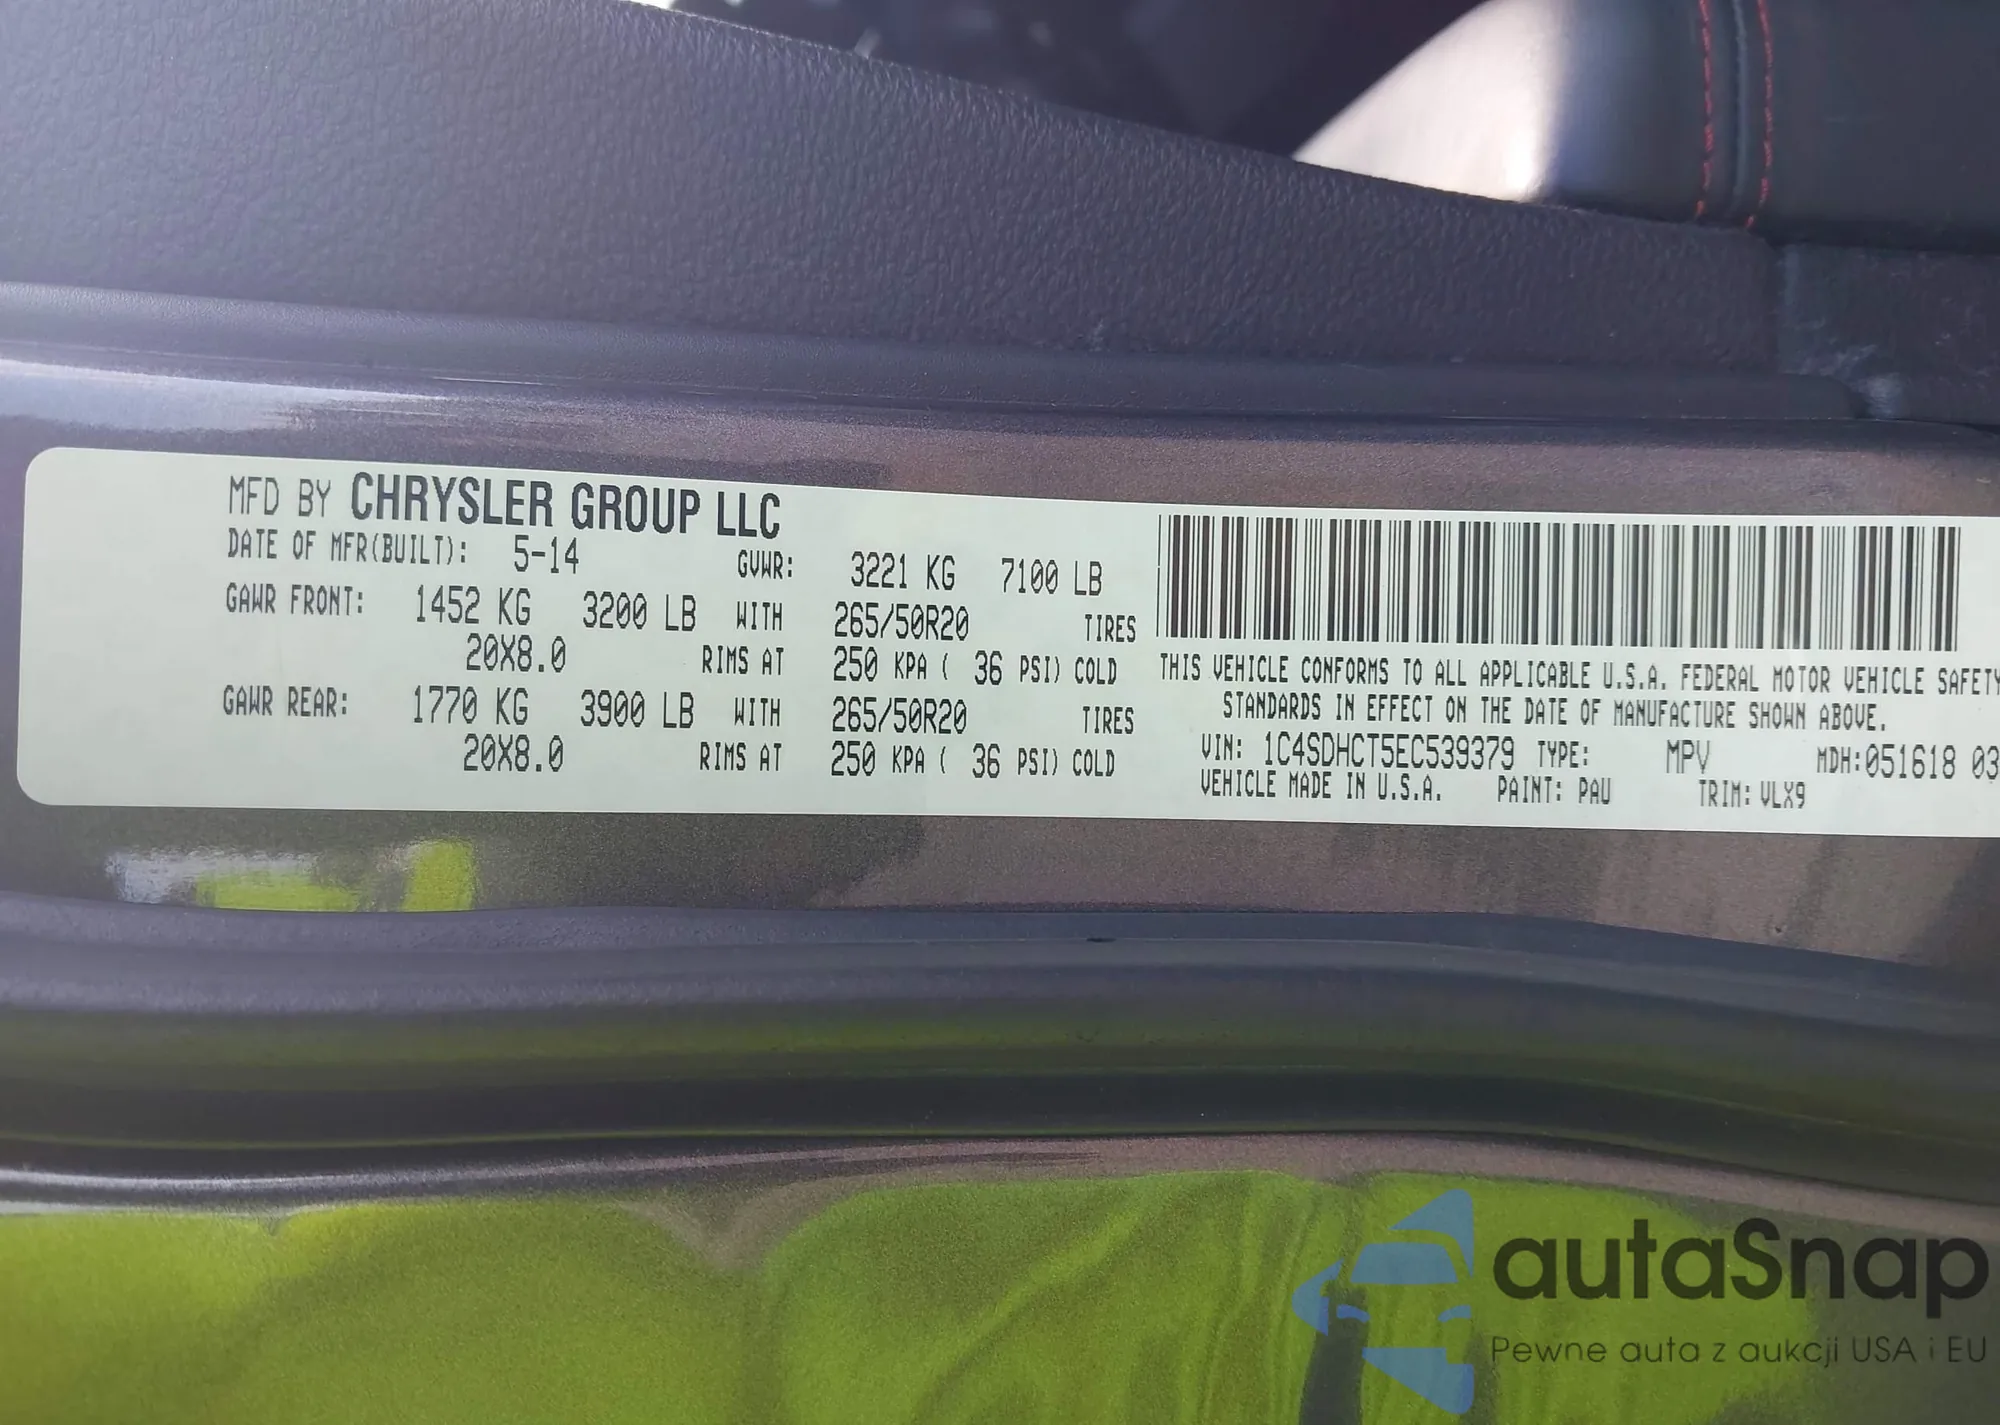 MFD BY CHRYSLER GROUP LLC
DATE OF MFR(BUILT): 5-14 GVWR: 3221 KG 7100 LB
GAWR FRONT: 1452 KG 3200 LB WITH 265/50R20 TIRES
20X8.0 RIMS AT 250 KPA ( 36 PSI) COLD
GAWR REAR: 1770 KG 3900 LB WITH 265/50R20 TIRES
20X8.0 RIMS AT 250 KPA ( 36 PSI) COLD
THIS VEHICLE CONFORMS TO ALL APPLICABLE U.S.A. FEDERAL MOTOR VEHICLE SAFETY
STANDARDS IN EFFECT ON THE DATE OF MANUFACTURE SHOWN ABOVE.
VIN: 1C4SDHCT5EC539379 TYPE: MPV MDH:051618 03
VEHICLE MADE IN U.S.A. PAINT: PAU TRIM: VLX9
autaSnap
Pewne auta z aukcji USA i EU